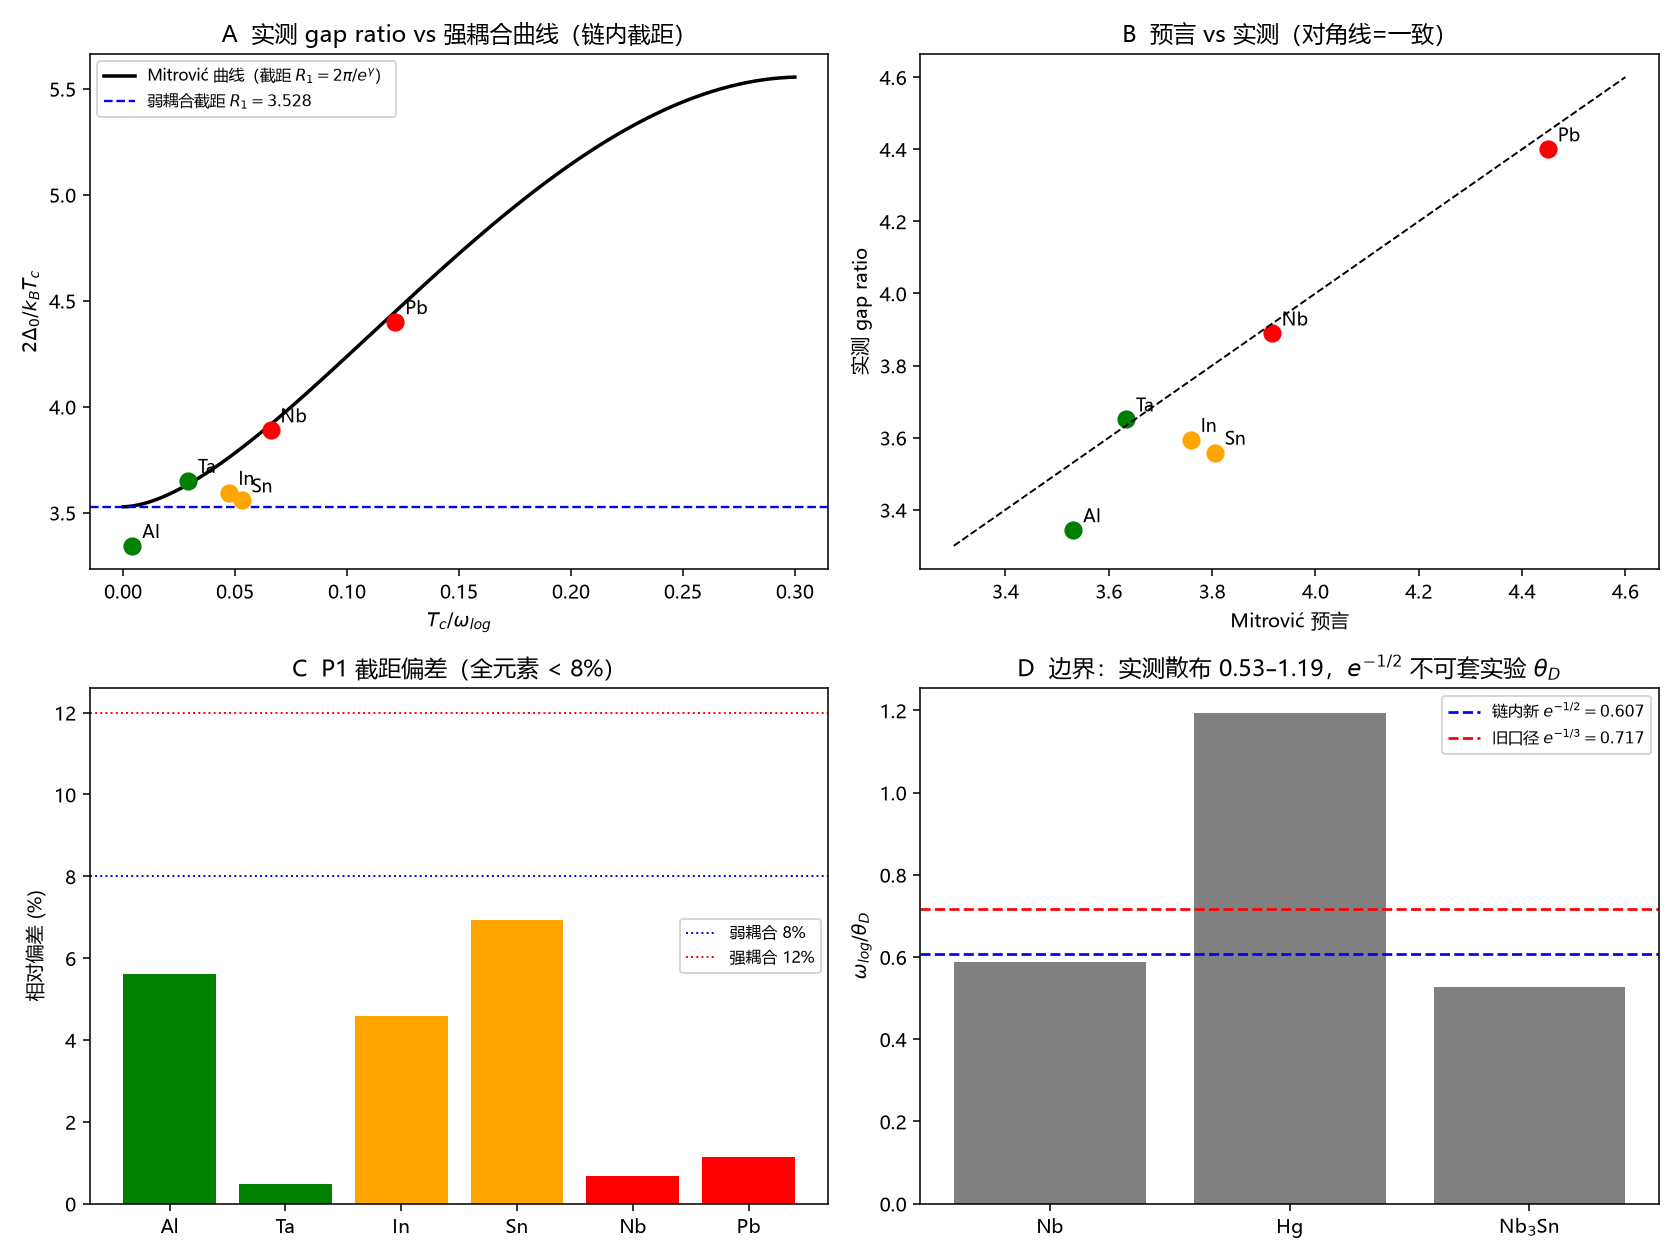 A 实测 gap ratio vs 强耦合曲线（链内截距）
Mitrović 曲线（截距 R₁ = 2π/e^γ）
弱耦合截距 R₁ = 3.528
2Δ₀/k_BT_c
5.5
5.0
4.5
4.0
3.5
Pb
Nb
Ta
In
Sn
Al
0.00 0.05 0.10 0.15 0.20 0.25 0.30
T_c/ω_log
B 预言 vs 实测（对角线=一致）
实测 gap ratio
4.6
4.4
4.2
4.0
3.8
3.6
3.4
Pb
Nb
Ta
In
Sn
Al
3.4 3.6 3.8 4.0 4.2 4.4 4.6
Mitrović 预言
C P1 截距偏差（全元素 < 8%）
相对偏差 (%)
12
10
8
6
4
2
0
弱耦合 8%
强耦合 12%
Al Ta In Sn Nb Pb
D 边界：实测散布 0.53–1.19，e^{−1/2} 不可套实验 θ_D
链内新 e^{−1/2} = 0.607
旧口径 e^{−1/3} = 0.717
ω_log/θ_D
1.2
1.0
0.8
0.6
0.4
0.2
0.0
Nb Hg Nb₃Sn